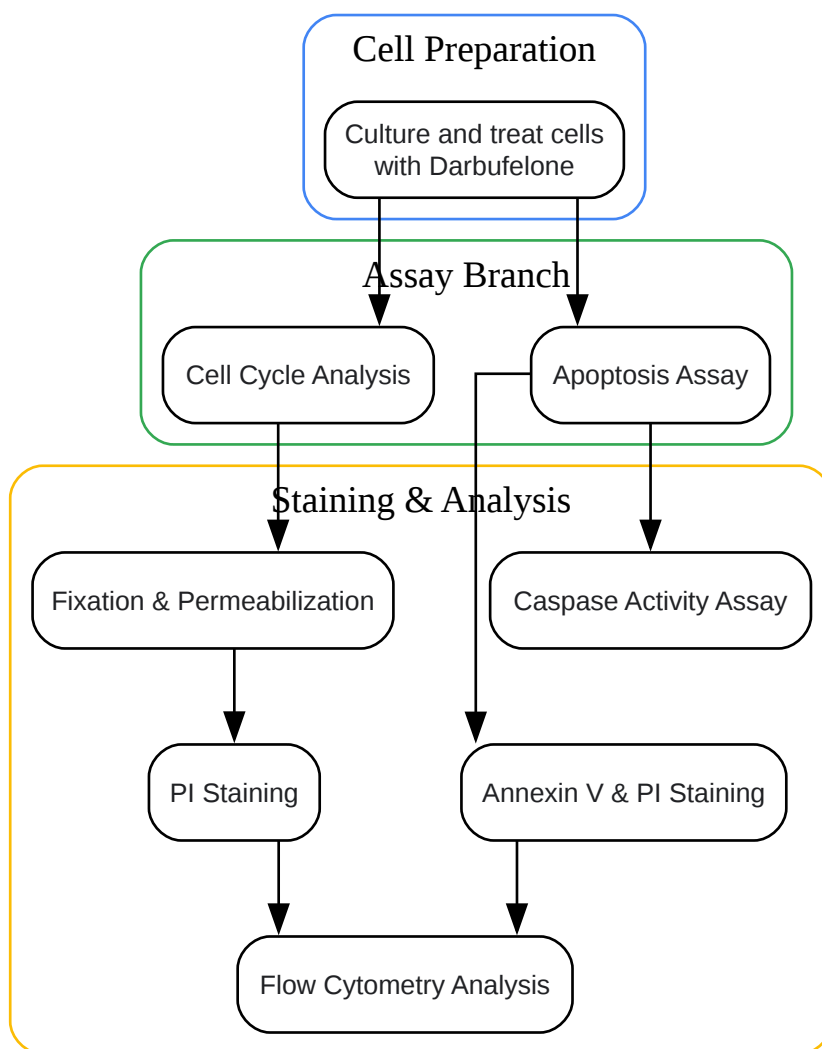 Cell Preparation
Culture and treat cells
with Darbufelone
Assay Branch
Cell Cycle Analysis
Apoptosis Assay
Staining & Analysis
Fixation & Permeabilization
Caspase Activity Assay
PI Staining
Annexin V & PI Staining
Flow Cytometry Analysis